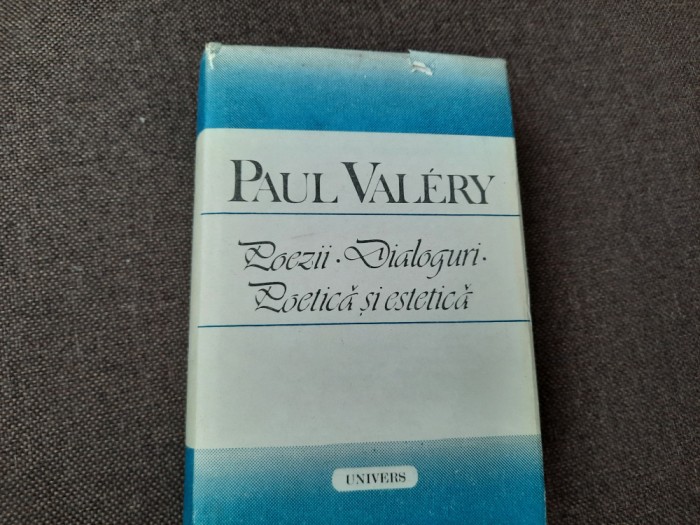 PAUL VALÉRY
Poezii · Dialoguri ·
Poetică și estetică
UNIVERS